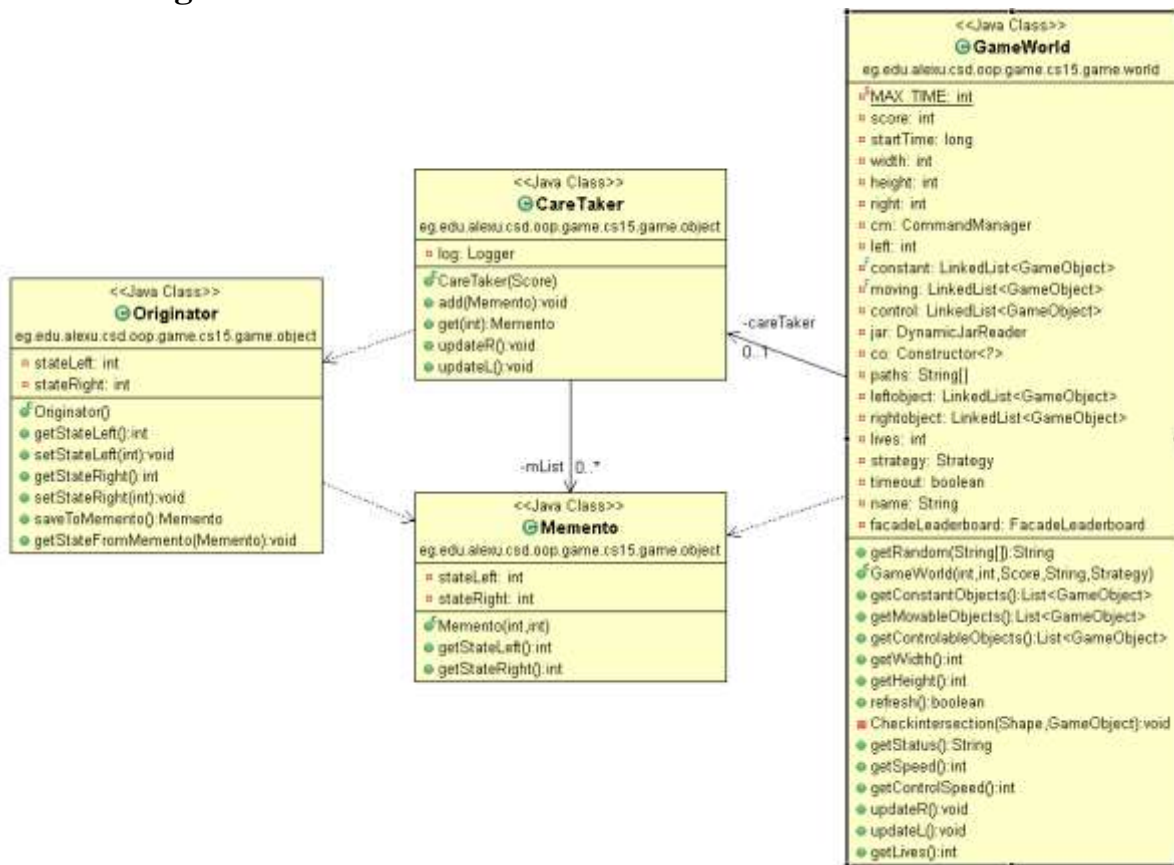 <<Java Class>>
Originator
eg.edu.alexu.csd.oop.game.cs15.game.object
stateLeft: int
stateRight: int
Originator()
getStateLeft():int
setStateLeft(int):void
getStateRight():int
setStateRight(int):void
saveToMemento():Memento
getStateFromMemento(Memento):void
<<Java Class>>
CareTaker
eg.edu.alexu.csd.oop.game.cs15.game.object
log: Logger
CareTaker(Score)
add(Memento):void
get(int):Memento
updateR():void
updateL():void
-careTaker
0..1
-mList 0..*
<<Java Class>>
Memento
eg.edu.alexu.csd.oop.game.cs15.game.object
stateLeft: int
stateRight: int
Memento(int,int)
getStateLeft():int
getStateRight():int
<<Java Class>>
GameWorld
eg.edu.alexu.csd.oop.game.cs15.game.world
MAX_TIME: int
score: int
startTime: long
width: int
height: int
right: int
cm: CommandManager
left: int
constant: LinkedList<GameObject>
moving: LinkedList<GameObject>
control: LinkedList<GameObject>
jar: DynamicJarReader
co: Constructor<?>
paths: String[]
leftobject: LinkedList<GameObject>
rightobject: LinkedList<GameObject>
lives: int
strategy: Strategy
timeout: boolean
name: String
facadeLeaderboard: FacadeLeaderboard
getRandom(String[]):String
GameWorld(int,int,Score,String,Strategy)
getConstantObjects():List<GameObject>
getMovableObjects():List<GameObject>
getControlableObjects():List<GameObject>
getWidth():int
getHeight():int
refresh():boolean
Checkintersection(Shape,GameObject):void
getStatus():String
getSpeed():int
getControlSpeed():int
updateR():void
updateL():void
getLives():int